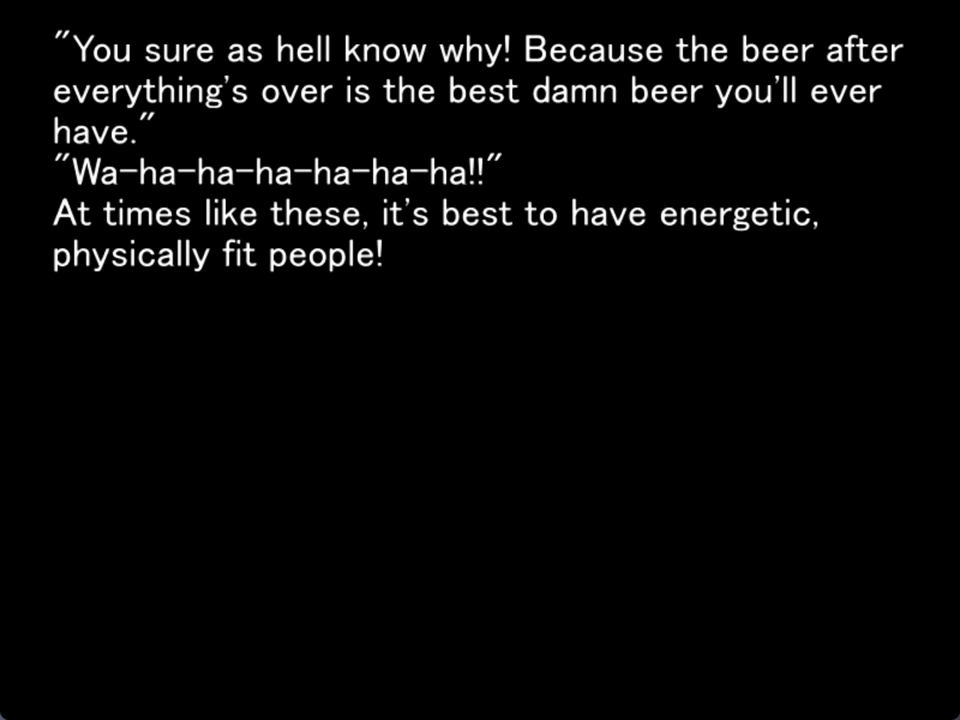 "You sure as hell know why! Because the beer after
everything's over is the best damn beer you'll ever
have."
"Wa-ha-ha-ha-ha-ha-ha!!"
At times like these, it's best to have energetic,
physically fit people!